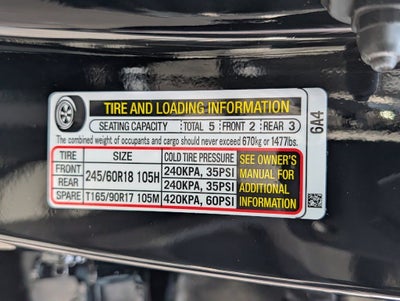 TIRE AND LOADING INFORMATION
SEATING CAPACITY TOTAL 5 FRONT 2 REAR 3
The combined weight of occupants and cargo should never exceed 670kg or 1477lbs.
TIRE SIZE COLD TIRE PRESSURE
FRONT 245/60R18 105H 240KPA, 35PSI
REAR 240KPA, 35PSI
SPARE T165/90R17 105M 420KPA, 60PSI
SEE OWNER'S
MANUAL FOR
ADDITIONAL
INFORMATION
6A4